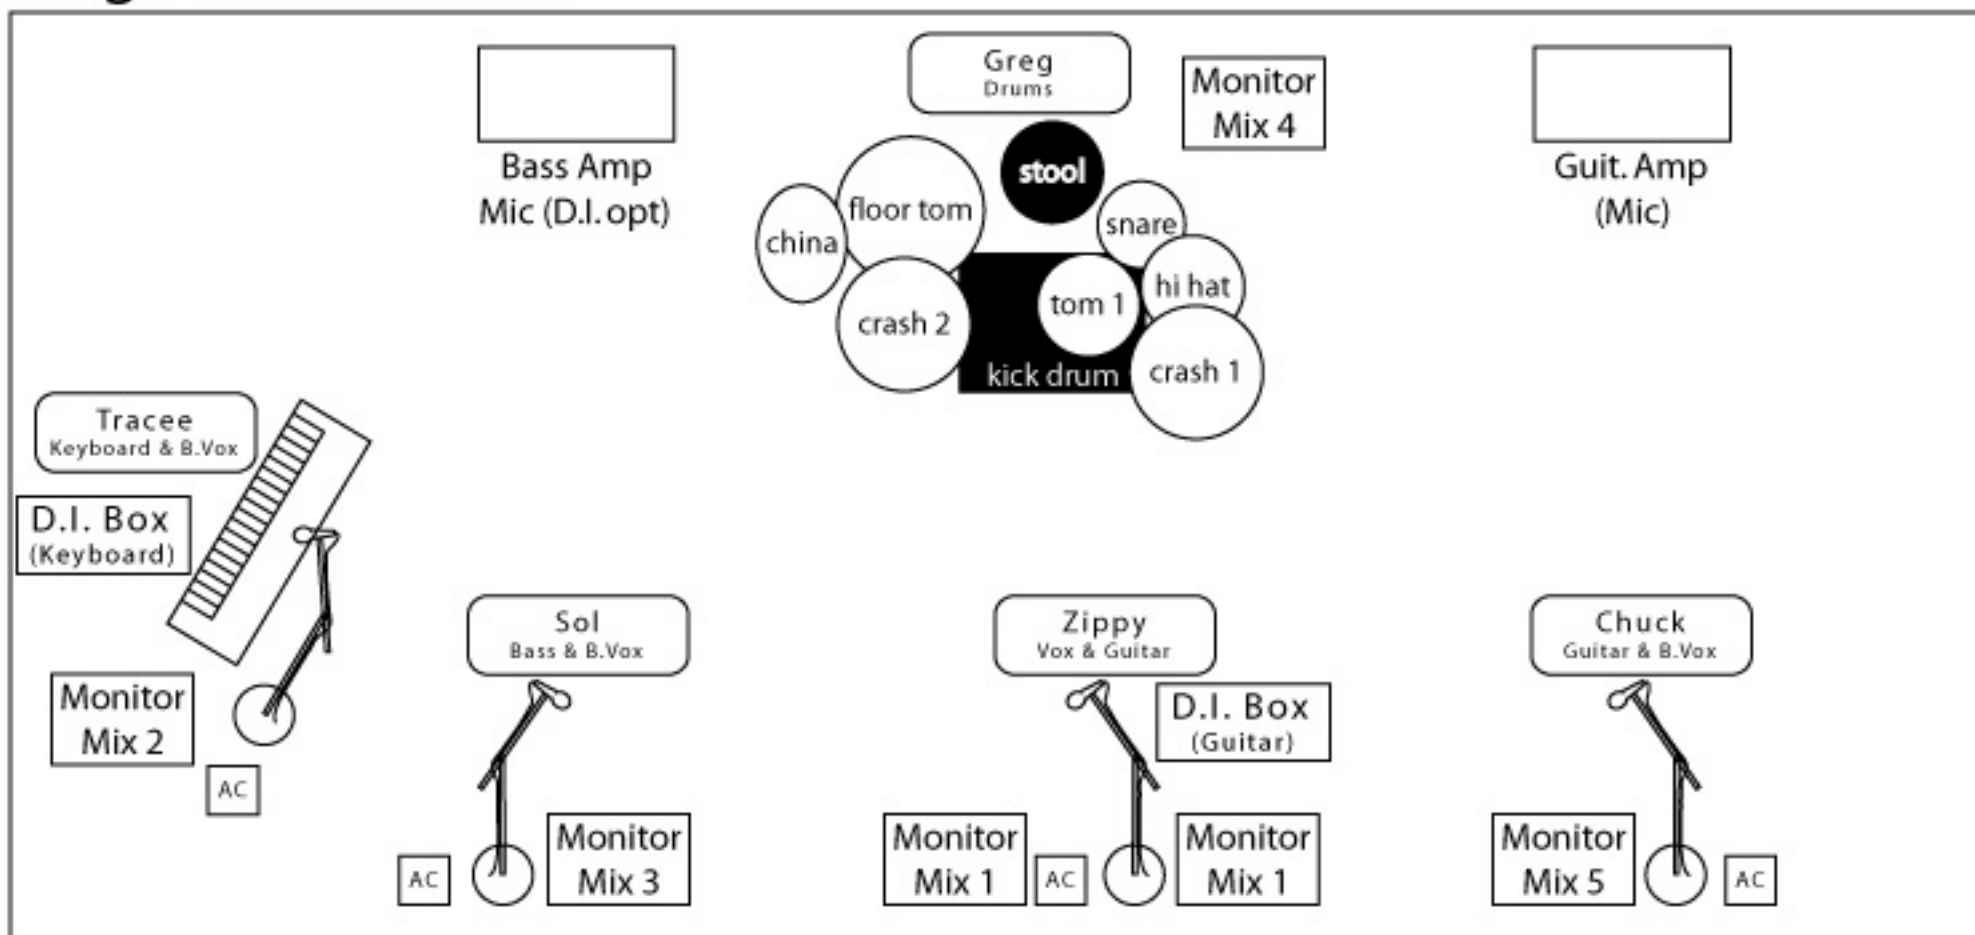 Greg
Drums
Monitor
Mix 4
stool
Bass Amp
Mic (D.I. opt)
Guit. Amp
(Mic)
floor tom
snare
china
hi hat
tom 1
crash 2
kick drum
crash 1
Tracee
Keyboard & B.Vox
D.I. Box
(Keyboard)
Monitor
Mix 2
AC
Sol
Bass & B.Vox
AC
Monitor
Mix 3
Zippy
Vox & Guitar
D.I. Box
(Guitar)
Monitor
Mix 1
AC
Monitor
Mix 1
Chuck
Guitar & B.Vox
Monitor
Mix 5
AC